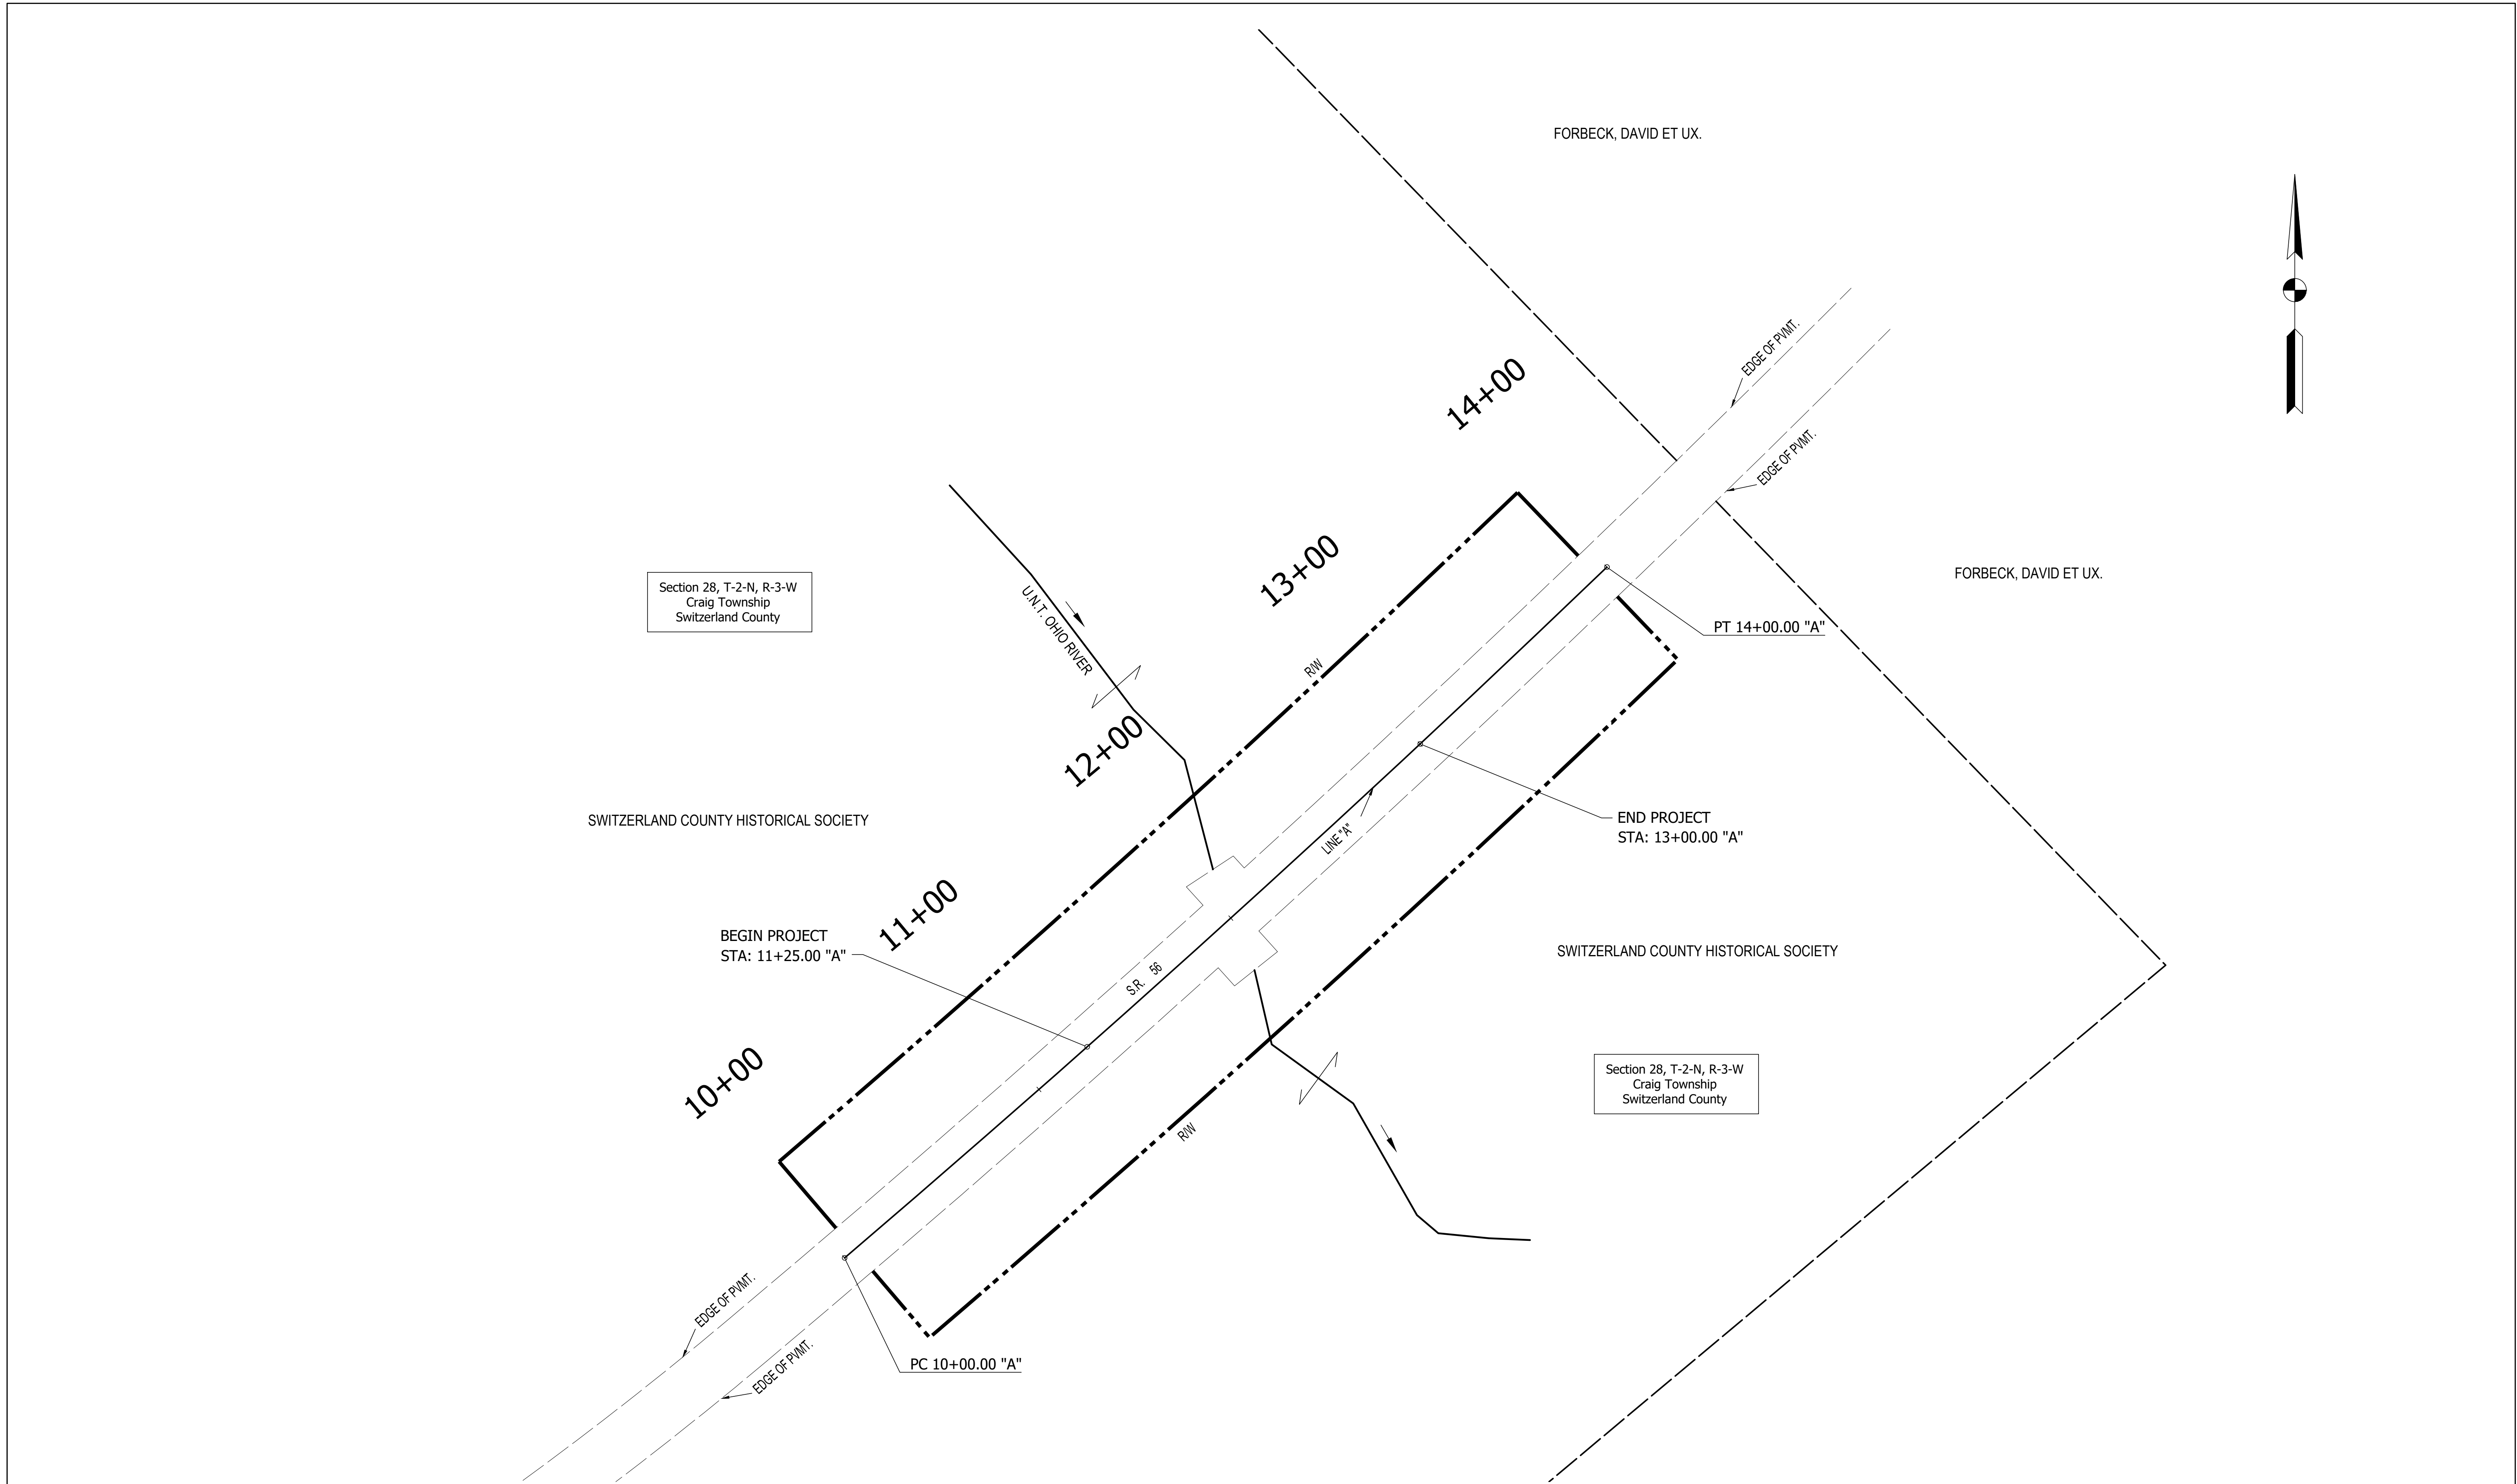 FORBECK, DAVID ET UX.
EDGE OF PVMT.
14+00
EDGE OF PVMT.
13+00
FORBECK, DAVID ET UX.
Section 28, T-2-N, R-3-W
Craig Township
Switzerland County
U.N.T. OHIO RIVER
PT 14+00.00 "A"
R/W
12+00
SWITZERLAND COUNTY HISTORICAL SOCIETY
END PROJECT
STA: 13+00.00 "A"
LINE "A"
11+00
BEGIN PROJECT
STA: 11+25.00 "A"
SWITZERLAND COUNTY HISTORICAL SOCIETY
S.R. 56
10+00
Section 28, T-2-N, R-3-W
Craig Township
Switzerland County
R/W
EDGE OF PVMT.
EDGE OF PVMT.
PC 10+00.00 "A"